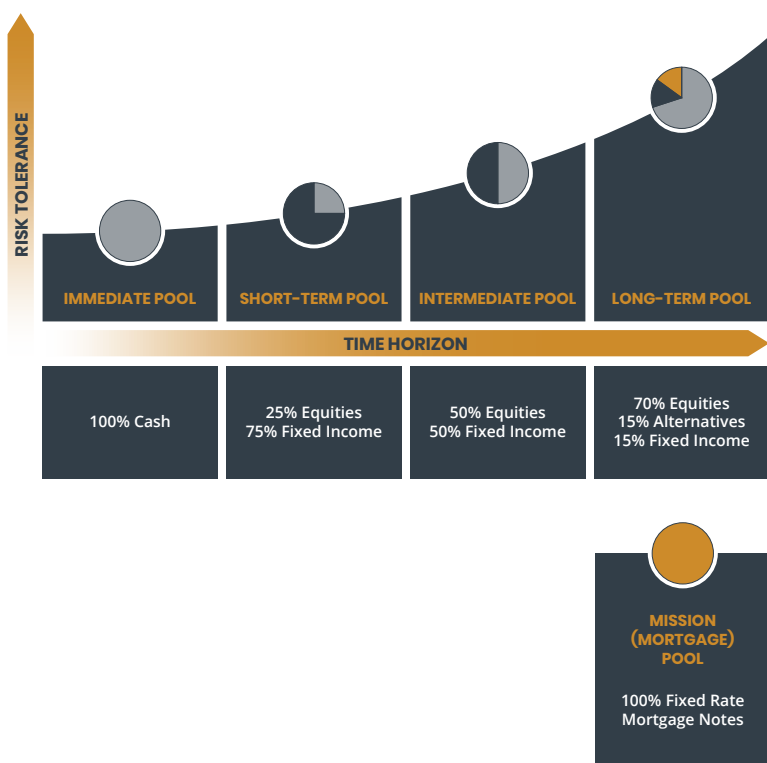 RISK TOLERANCE
IMMEDIATE POOL
SHORT-TERM POOL
INTERMEDIATE POOL
LONG-TERM POOL
TIME HORIZON
100% Cash
25% Equities
75% Fixed Income
50% Equities
50% Fixed Income
70% Equities
15% Alternatives
15% Fixed Income
MISSION
(MORTGAGE)
POOL
100% Fixed Rate
Mortgage Notes